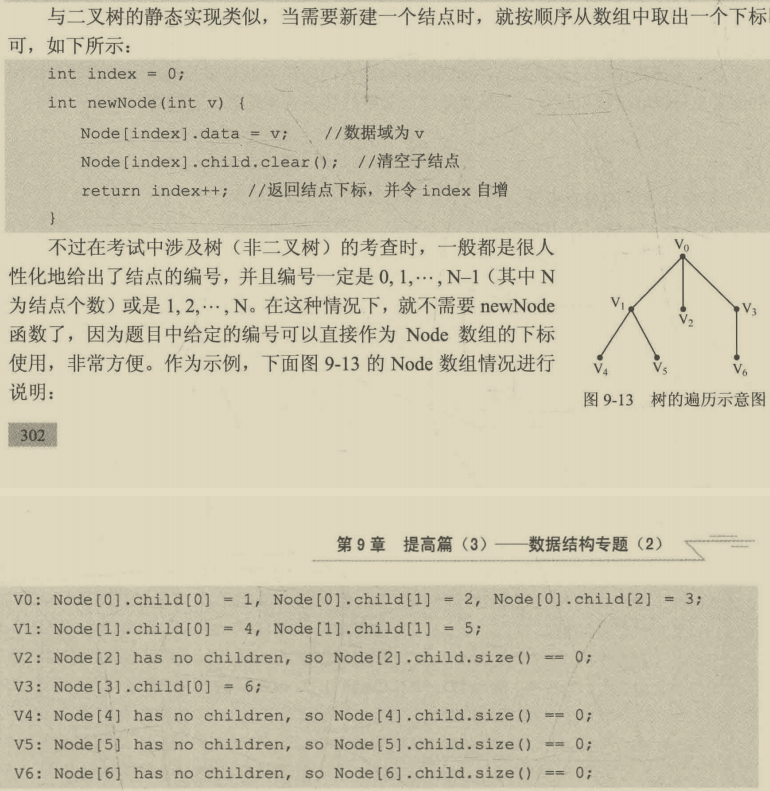 与二叉树的静态实现类似，当需要新建一个结点时，就按顺序从数组中取出一个下标
可，如下所示：
int index = 0;
int newNode(int v) {
Node[index].data = v; //数据域为 v
Node[index].child.clear(); //清空子结点
return index++; //返回结点下标，并令 index 自增
}
不过在考试中涉及树（非二叉树）的考查时，一般都是很人
性化地给出了结点的编号，并且编号一定是 0, 1,⋯, N–1（其中 N
为结点个数）或是 1, 2,⋯, N。在这种情况下，就不需要 newNode
函数了，因为题目中给定的编号可以直接作为 Node 数组的下标
使用，非常方便。作为示例，下面图 9-13 的 Node 数组情况进行
说明：
V0
V1
V2
V3
V4
V5
V6
图 9-13 树的遍历示意图
302
第 9 章 提高篇（3）——数据结构专题（2）
V0: Node[0].child[0] = 1, Node[0].child[1] = 2, Node[0].child[2] = 3;
V1: Node[1].child[0] = 4, Node[1].child[1] = 5;
V2: Node[2] has no children, so Node[2].child.size() == 0;
V3: Node[3].child[0] = 6;
V4: Node[4] has no children, so Node[4].child.size() == 0;
V5: Node[5] has no children, so Node[5].child.size() == 0;
V6: Node[6] has no children, so Node[6].child.size() == 0;